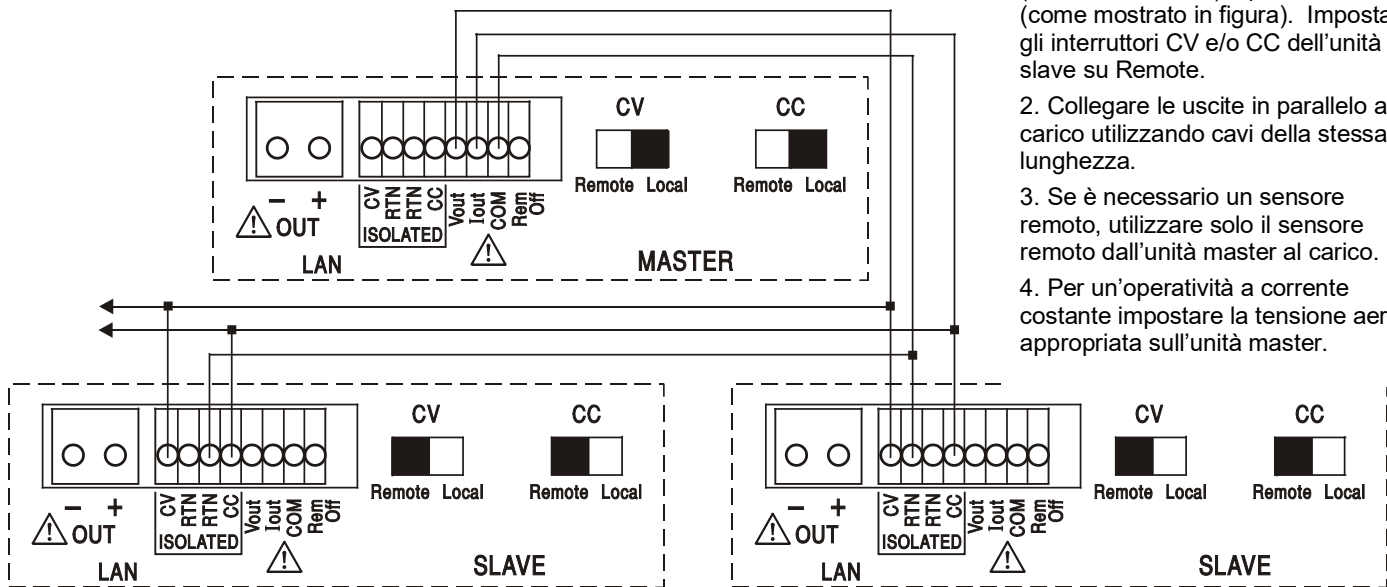 (come mostrato in figura). Imposta
gli interruttori CV e/o CC dell'unità
slave su Remote.
2. Collegare le uscite in parallelo a
carico utilizzando cavi della stessa
lunghezza.
3. Se è necessario un sensore
remoto, utilizzare solo il sensore
remoto dall'unità master al carico.
4. Per un'operatività a corrente
costante impostare la tensione aer
appropriata sull'unità master.
CV
CC
Remote Local
Remote Local
- +
OUT
CV
RTN
RTN
CC
Vout
Iout
COM
Rem
Off
ISOLATED
LAN
MASTER
CV
CC
Remote Local
Remote Local
- +
OUT
CV
RTN
RTN
CC
Vout
Iout
COM
Rem
Off
ISOLATED
LAN
SLAVE
CV
CC
Remote Local
Remote Local
- +
OUT
CV
RTN
RTN
CC
Vout
Iout
COM
Rem
Off
ISOLATED
LAN
SLAVE